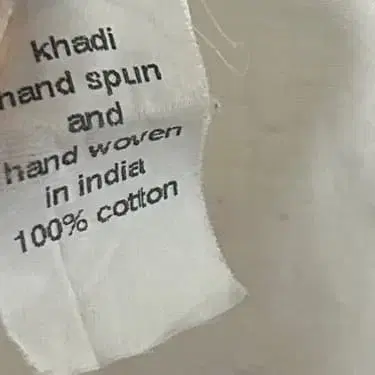 khadi
hand spun
and
hand woven
in india
100% cotton